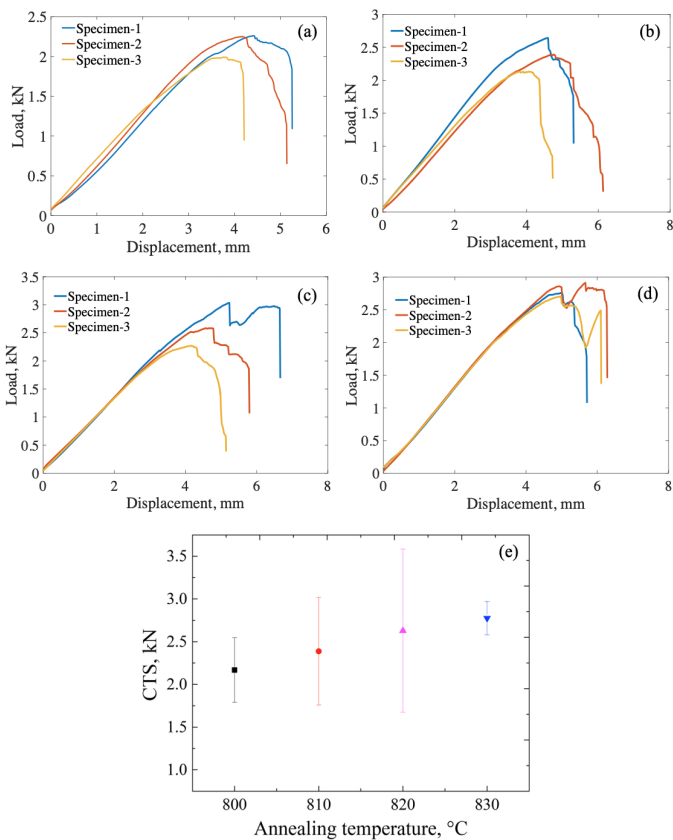 (a)
Specimen-1
Specimen-2
Specimen-3
Load, kN
2.5
2
1.5
1
0.5
0
0 1 2 3 4 5 6
Displacement, mm
(b)
Specimen-1
Specimen-2
Specimen-3
Load, kN
3
2.5
2
1.5
1
0.5
0
0 2 4 6 8
Displacement, mm
(c)
Specimen-1
Specimen-2
Specimen-3
Load, kN
3.5
3
2.5
2
1.5
1
0.5
0
0 2 4 6 8
Displacement, mm
(d)
Specimen-1
Specimen-2
Specimen-3
Load, kN
3
2.5
2
1.5
1
0.5
0
0 2 4 6 8
Displacement, mm
(e)
CTS, kN
3.5
3.0
2.5
2.0
1.5
1.0
800 810 820 830
Annealing temperature, °C